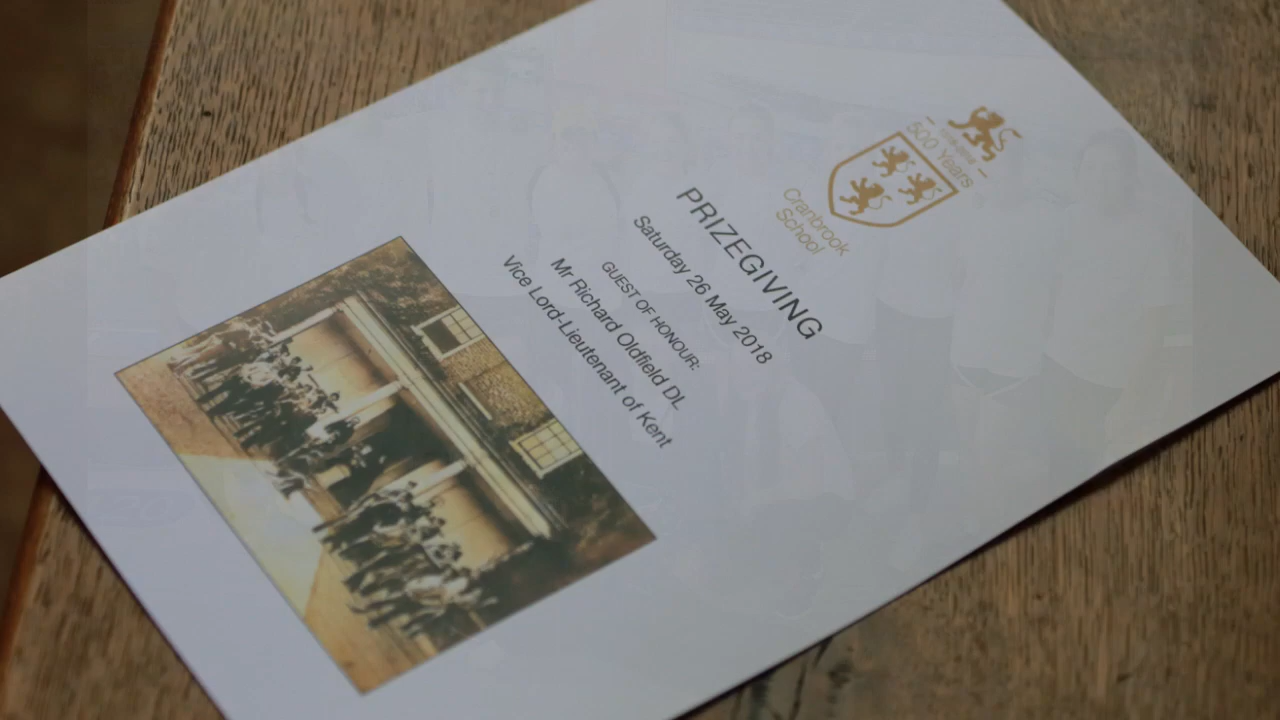 500 Years
Cranbrook
School
PRIZEGIVING
Saturday 26 May 2018
GUEST OF HONOUR:
Mr Richard Oldfield DL
Vice Lord-Lieutenant of Kent